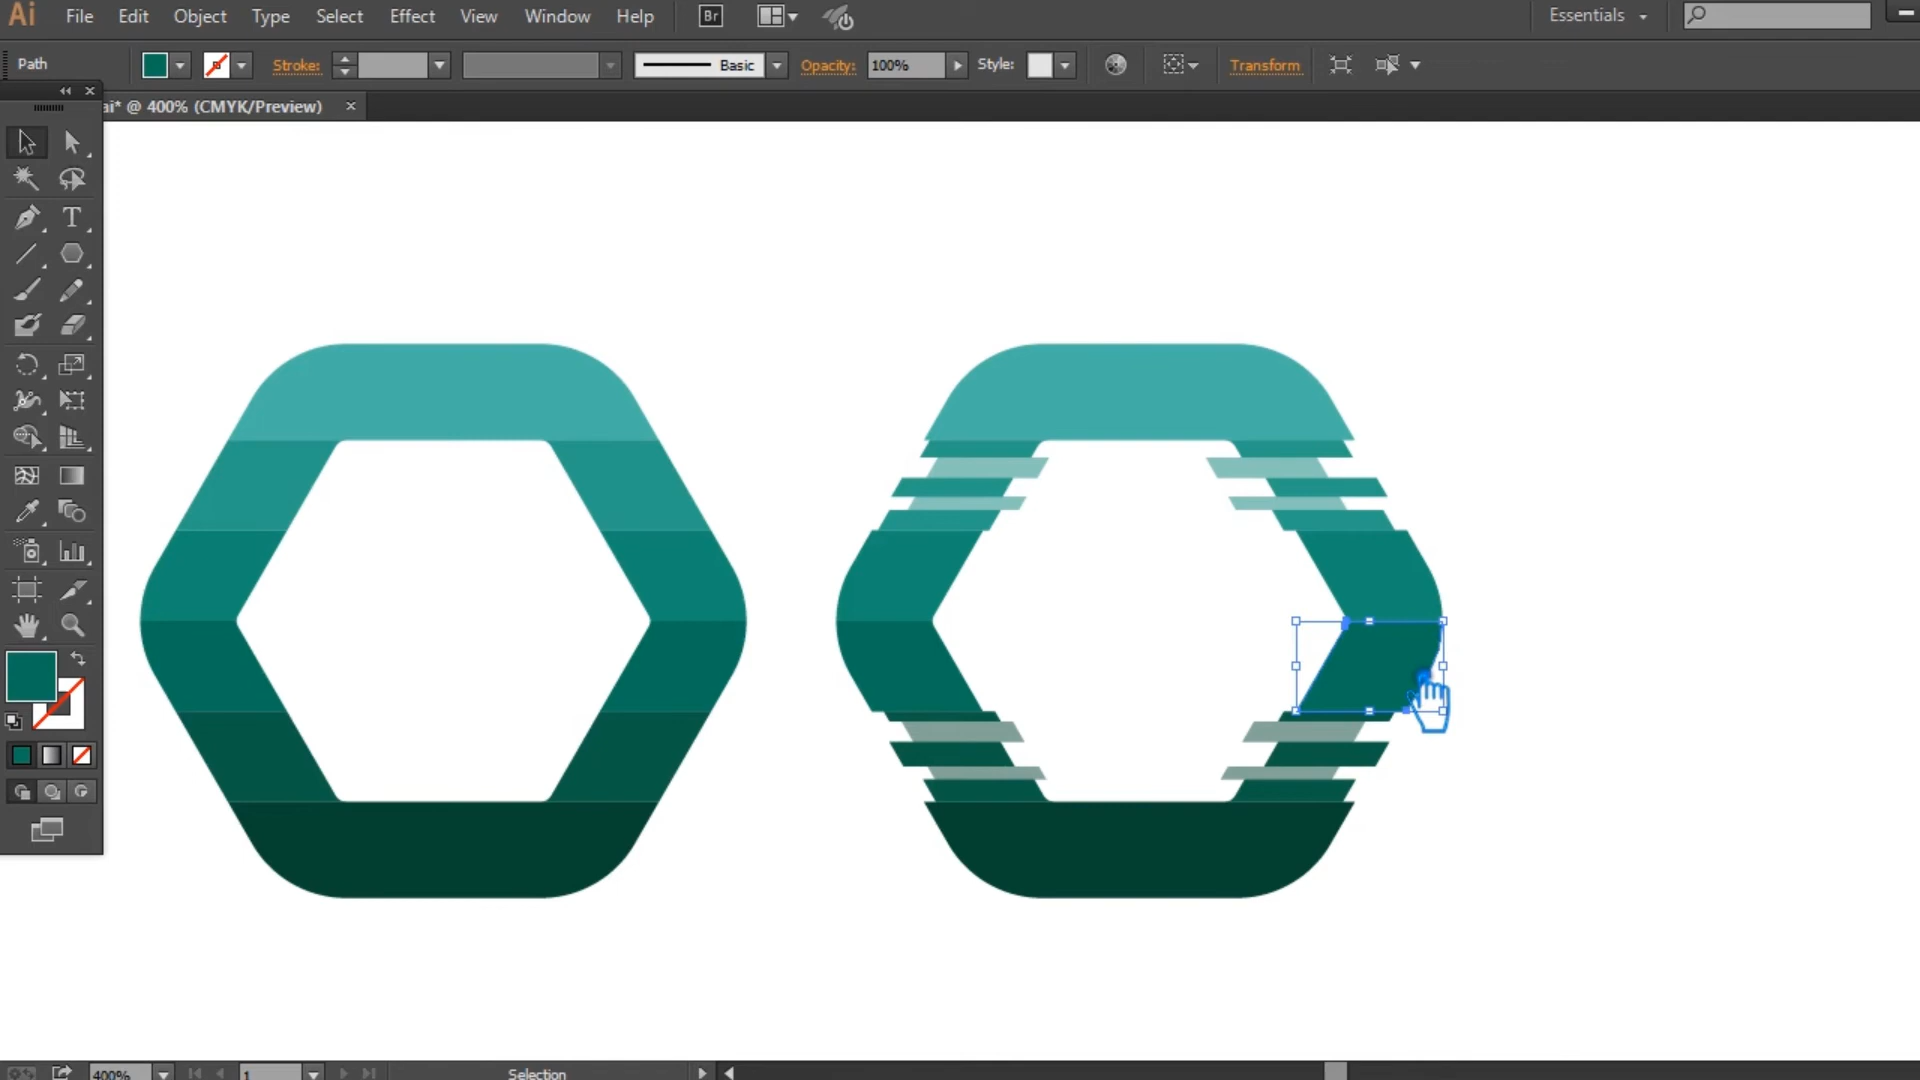 Ai File Edit Object Type Select Effect View Window Help Br Essentials
Path Stroke: Basic Opacity: 100% Style: Transform
ai* @ 400% (CMYK/Preview) ×
T
400% 1 Selection